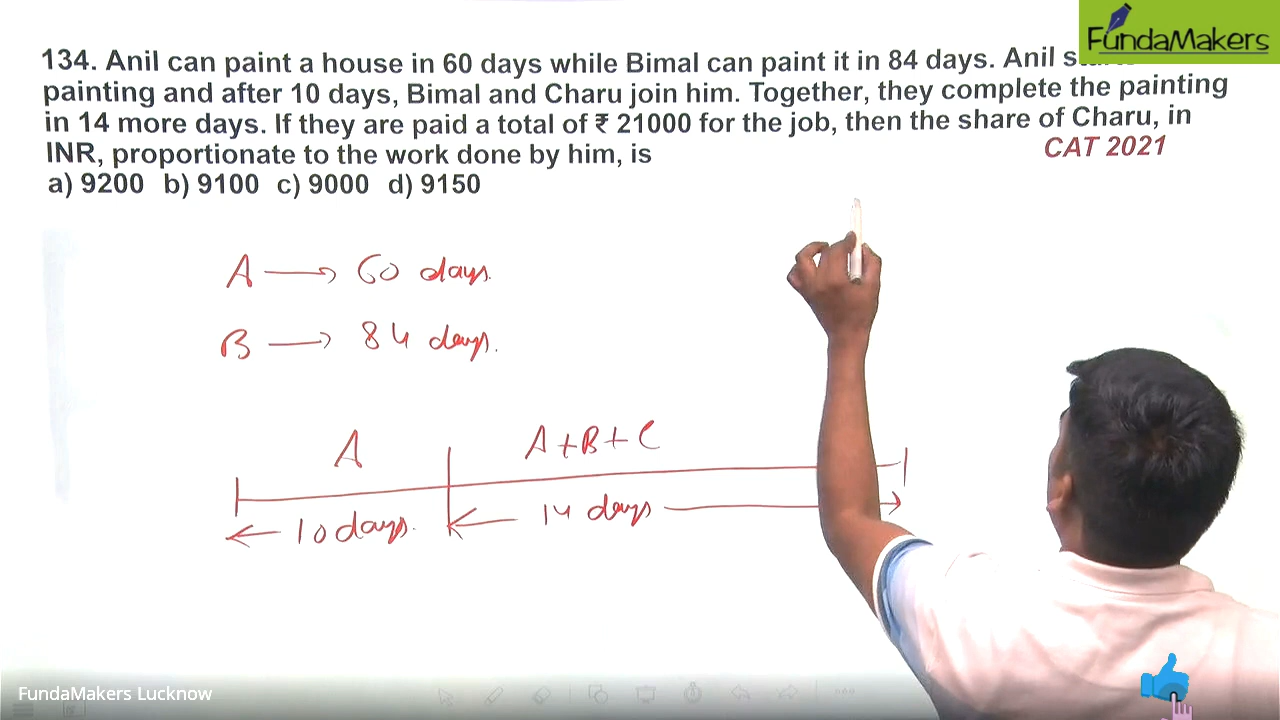 FundaMakers
134. Anil can paint a house in 60 days while Bimal can paint it in 84 days. Anil
painting and after 10 days, Bimal and Charu join him. Together, they complete the painting
in 14 more days. If they are paid a total of ₹ 21000 for the job, then the share of Charu, in
INR, proportionate to the work done by him, is
CAT 2021
a) 9200 b) 9100 c) 9000 d) 9150
A → 60 days.
B → 84 days.
A A+B+C
10 days. 14 days
FundaMakers Lucknow